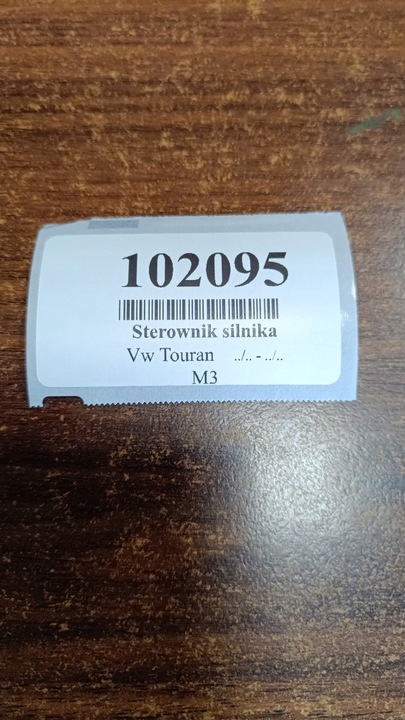 102095
Sterownik silnika
Vw Touran ../.. - ../..
M3